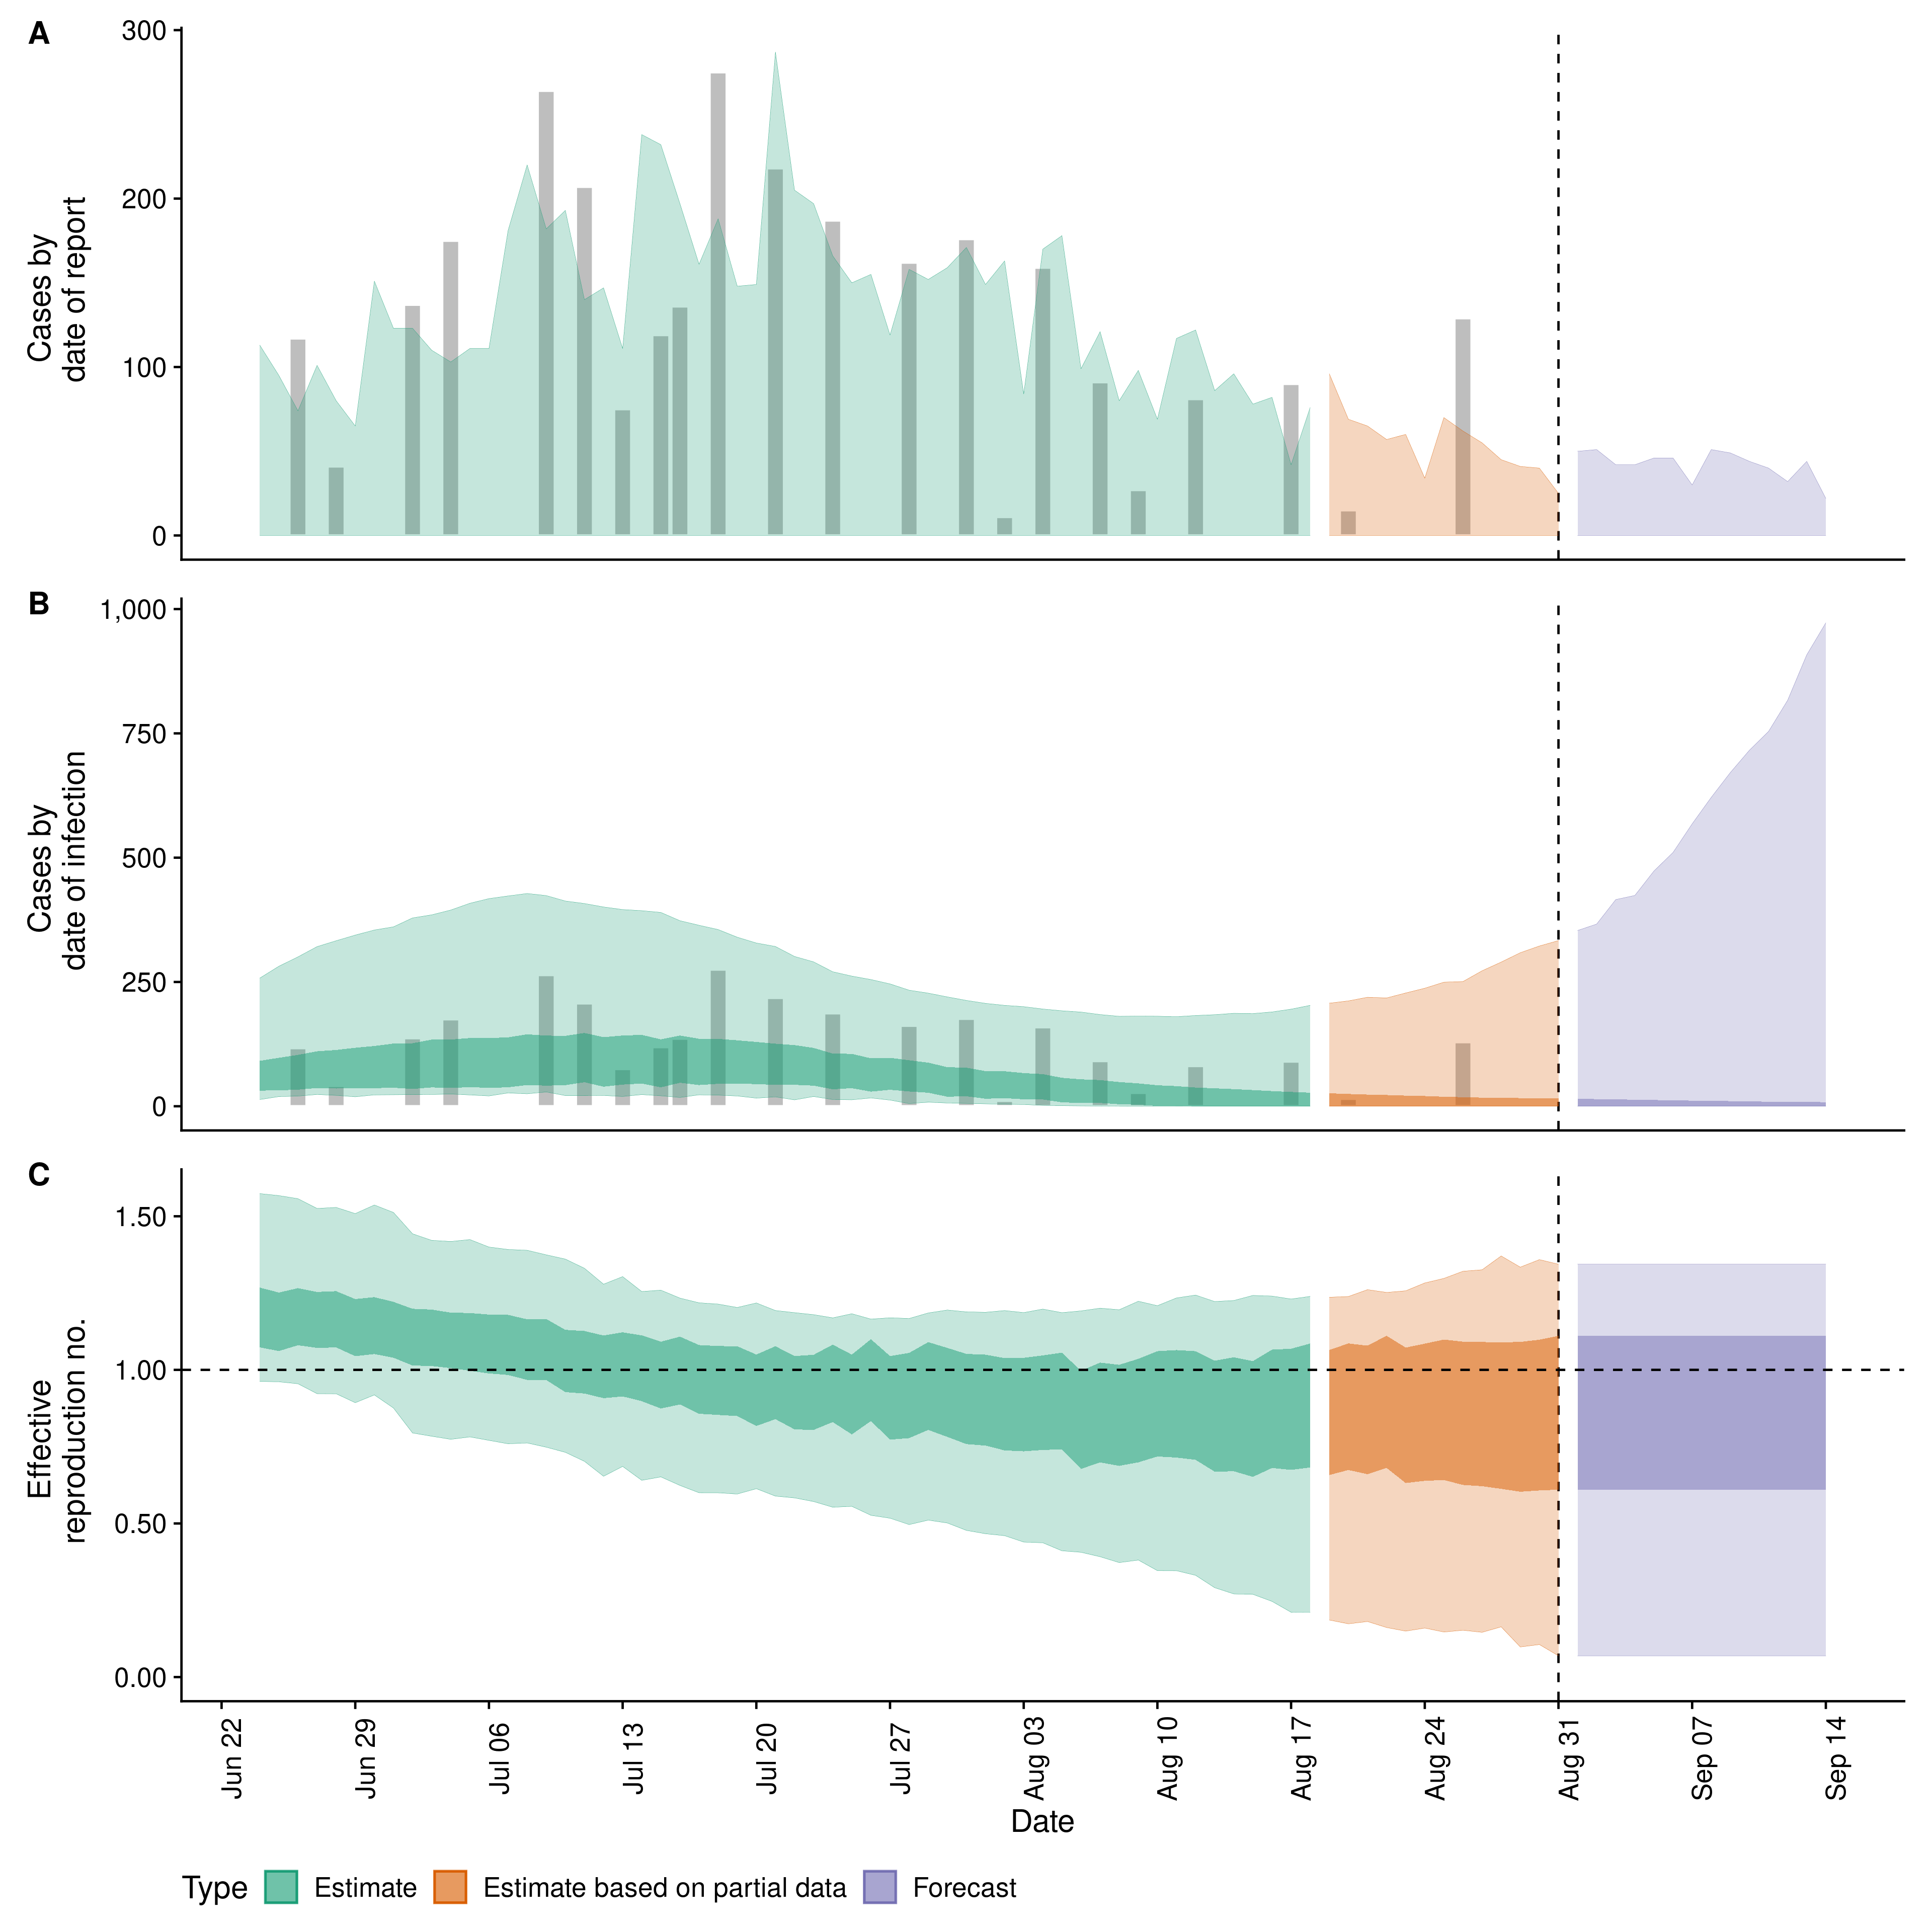 A
300
200
100
0
Cases by
date of report
B
1,000
750
500
250
0
Cases by
date of infection
C
1.50
1.00
0.50
0.00
Effective
reproduction no.
Jun 22
Jun 29
Jul 06
Jul 13
Jul 20
Jul 27
Aug 03
Aug 10
Aug 17
Aug 24
Aug 31
Sep 07
Sep 14
Date
Type
Estimate
Estimate based on partial data
Forecast